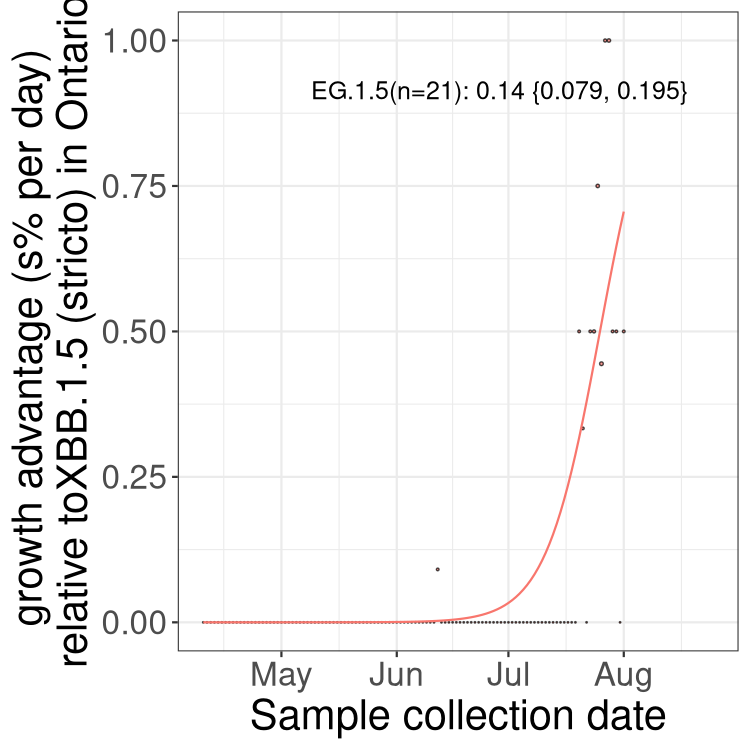 growth advantage (s% per day)
relative toXBB.1.5 (stricto) in Ontario
1.00
0.75
0.50
0.25
0.00
EG.1.5(n=21): 0.14 {0.079, 0.195}
May Jun Jul Aug
Sample collection date